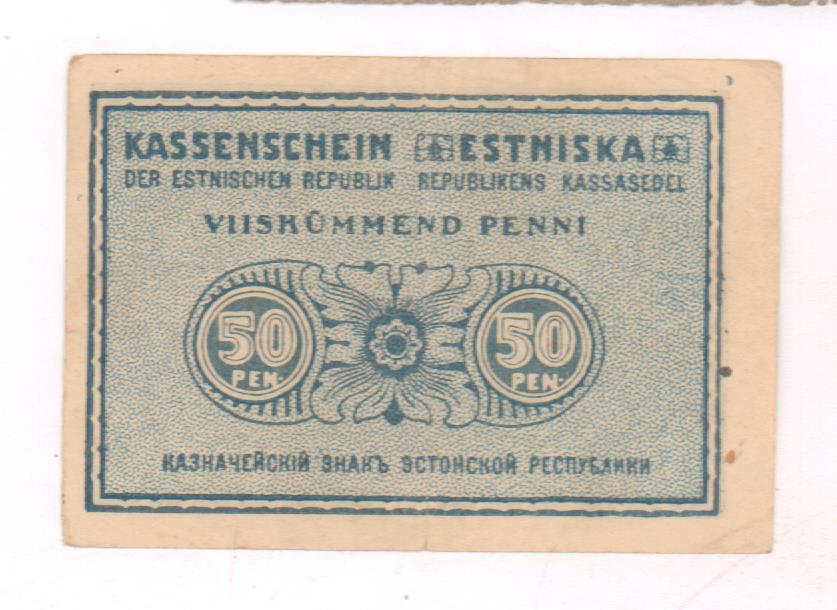 KASSENSCHEIN ESTNISKA
DER ESTNISCHEN REPUBLIK REPUBLIKENS KASSASEDEL
VIISKÜMMEND PENNI
50 PEN. 50 PEN.
КАЗНАЧЕЙСКІЙ ЗНАКЪ ЭСТОНСКОЙ РЕСПУБЛИКИ